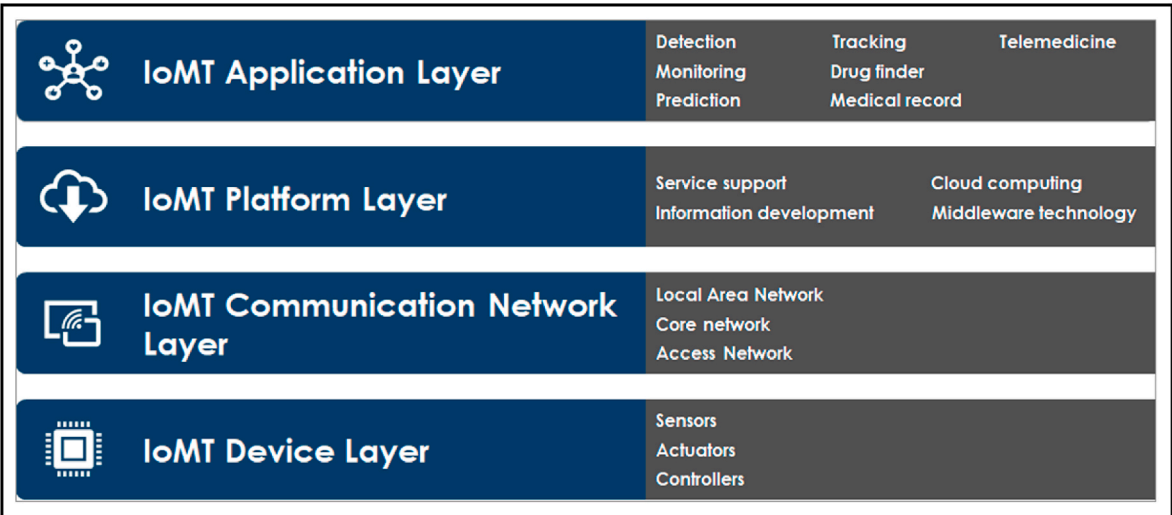 IoMT Application Layer
Detection Tracking Telemedicine
Monitoring Drug finder
Prediction Medical record
IoMT Platform Layer
Service support Cloud computing
Information development Middleware technology
IoMT Communication Network
Layer
Local Area Network
Core network
Access Network
IoMT Device Layer
Sensors
Actuators
Controllers